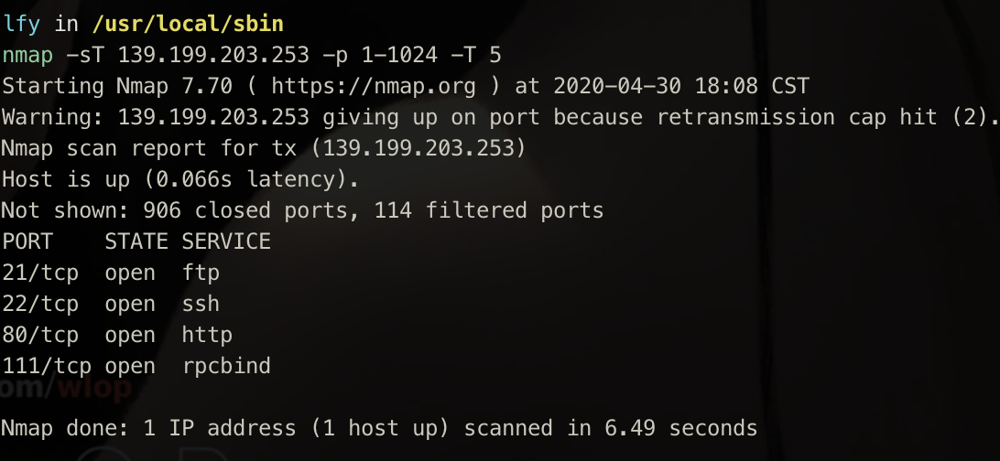 lfy in /usr/local/sbin
nmap -sT 139.199.203.253 -p 1-1024 -T 5
Starting Nmap 7.70 ( https://nmap.org ) at 2020-04-30 18:08 CST
Warning: 139.199.203.253 giving up on port because retransmission cap hit (2).
Nmap scan report for tx (139.199.203.253)
Host is up (0.066s latency).
Not shown: 906 closed ports, 114 filtered ports
PORT    STATE SERVICE
21/tcp  open  ftp
22/tcp  open  ssh
80/tcp  open  http
111/tcp open  rpcbind
om/wlop
Nmap done: 1 IP address (1 host up) scanned in 6.49 seconds